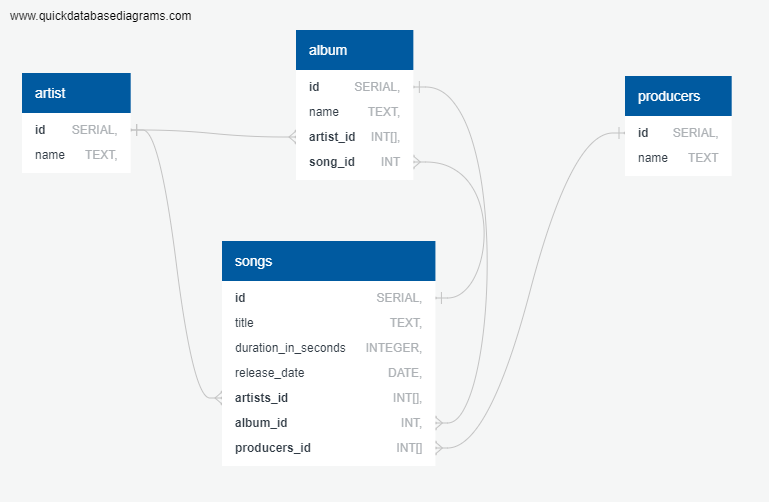 www.quickdatabasediagrams.com
artist
id SERIAL,
name TEXT,
album
id SERIAL,
name TEXT,
artist_id INT[],
song_id INT
producers
id SERIAL,
name TEXT
songs
id SERIAL,
title TEXT,
duration_in_seconds INTEGER,
release_date DATE,
artists_id INT[],
album_id INT,
producers_id INT[]